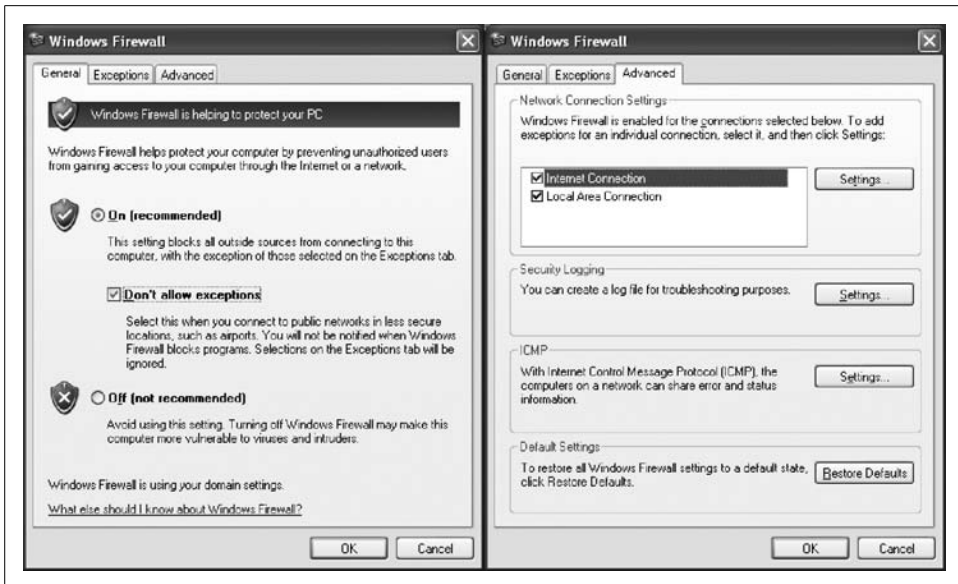 Windows Firewall
General Exceptions Advanced
Windows Firewall is helping to protect your PC
Windows Firewall helps protect your computer by preventing unauthorized users
from gaining access to your computer through the Internet or a network.
On (recommended)
This setting blocks all outside sources from connecting to this
computer, with the exception of those selected on the Exceptions tab.
Don't allow exceptions
Select this when you connect to public networks in less secure
locations, such as airports. You will not be notified when Windows
Firewall blocks programs. Selections on the Exceptions tab will be
ignored.
Off (not recommended)
Avoid using this setting. Turning off Windows Firewall may make this
computer more vulnerable to viruses and intruders.
Windows Firewall is using your domain settings.
What else should I know about Windows Firewall?
OK Cancel
Windows Firewall
General Exceptions Advanced
Network Connection Settings
Windows Firewall is enabled for the connections selected
below. To add
exceptions for an individual connection, select it, and then click Settings:
Internet Connection
Local Area Connection
Settings...
Security Logging
You can create a log file for troubleshooting purposes.
Settings...
ICMP
With Internet Control Message Protocol (ICMP), the
computers on a network can share error and status
information.
Settings...
Default Settings
To restore all Windows Firewall settings to a default state,
click Restore Defaults.
Restore Defaults
OK Cancel